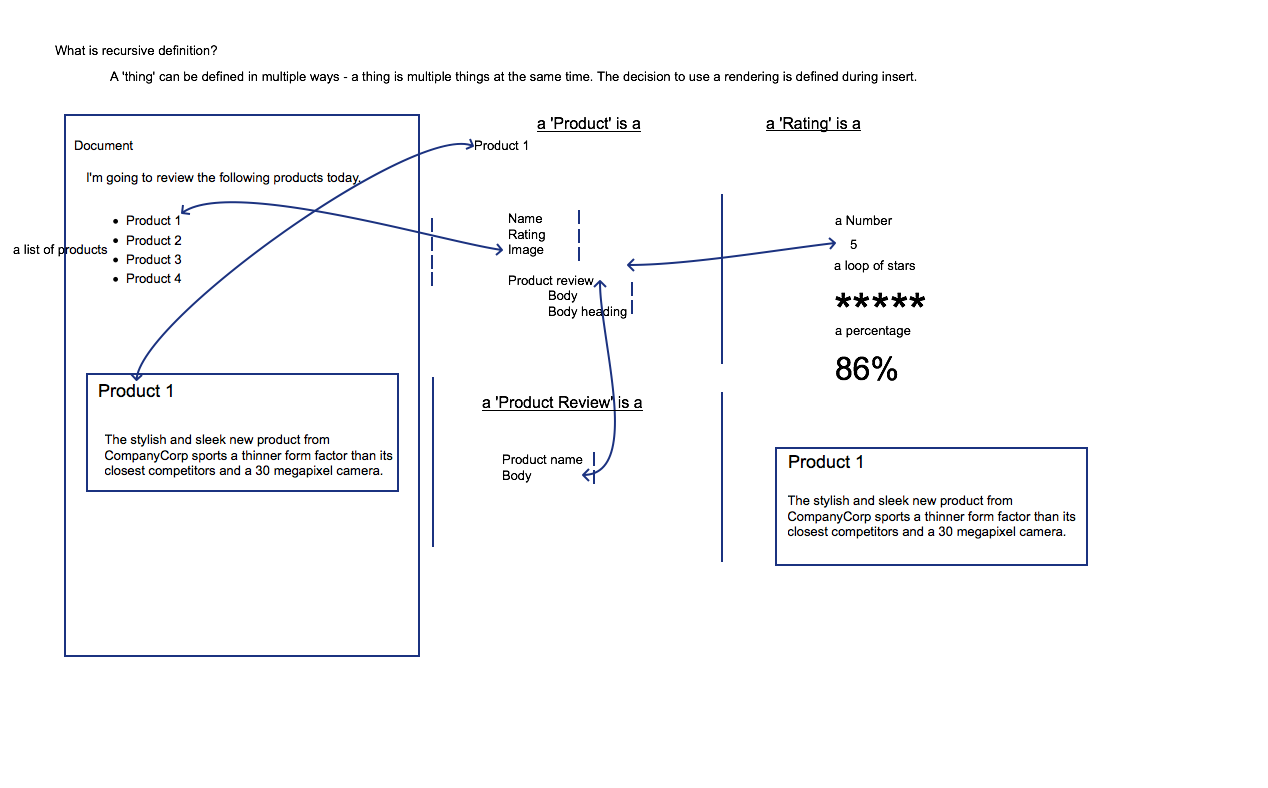 What is recursive definition?
A 'thing' can be defined in multiple ways - a thing is multiple things at the same time. The decision to use a rendering is defined during insert.
Document
I'm going to review the following products today.
a list of products
• Product 1
• Product 2
• Product 3
• Product 4
Product 1
The stylish and sleek new product from
CompanyCorp sports a thinner form factor than its
closest competitors and a 30 megapixel camera.
a 'Product' is a
Product 1
Name
Rating
Image
Product review
Body
Body heading
a 'Product Review' is a
Product name
Body
a 'Rating' is a
a Number
5
a loop of stars
*****
a percentage
86%
Product 1
The stylish and sleek new product from
CompanyCorp sports a thinner form factor than its
closest competitors and a 30 megapixel camera.